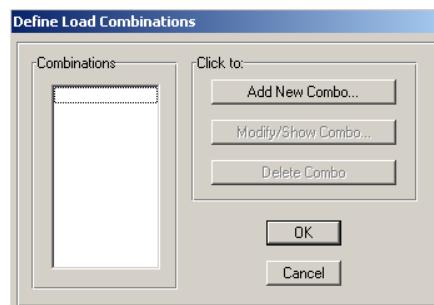 Define Load Combinations
Combinations
Click to:
Add New Combo...
Modify/Show Combo...
Delete Combo
OK
Cancel